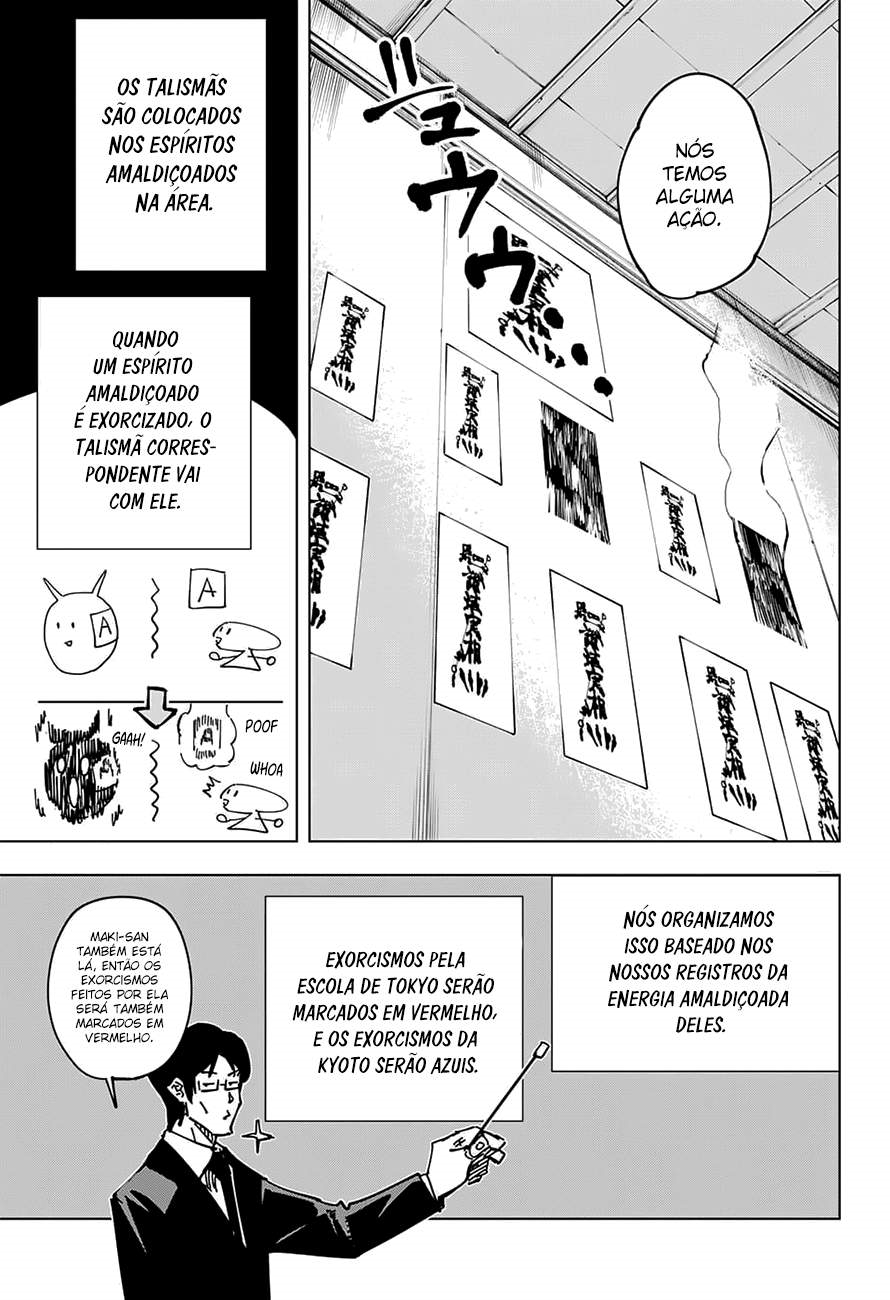 NÓS
TEMOS
ALGUMA
AÇÃO.
ジュウウ
OS TALISMÃS
SÃO COLOCADOS
NOS ESPÍRITOS
AMALDIÇOADOS
NA ÁREA.
QUANDO
UM ESPÍRITO
AMALDIÇOADO
É EXORCIZADO, O
TALISMÃ CORRES-
PONDENTE VAI
COM ELE.
A
A
GAAH!
A
POOF
WHOA
NÓS ORGANIZAMOS
ISSO BASEADO NOS
NOSSOS REGISTROS DA
ENERGIA AMALDIÇOADA
DELES.
EXORCISMOS PELA
ESCOLA DE TOKYO SERÃO
MARCADOS EM VERMELHO,
E OS EXORCISMOS DA
KYOTO SERÃO AZUIS.
MAKI-SAN
TAMBÉM ESTÁ
LÁ, ENTÃO OS
EXORCISMOS
FEITOS POR ELA
SERÁ TAMBÉM
MARCADOS EM
VERMELHO.